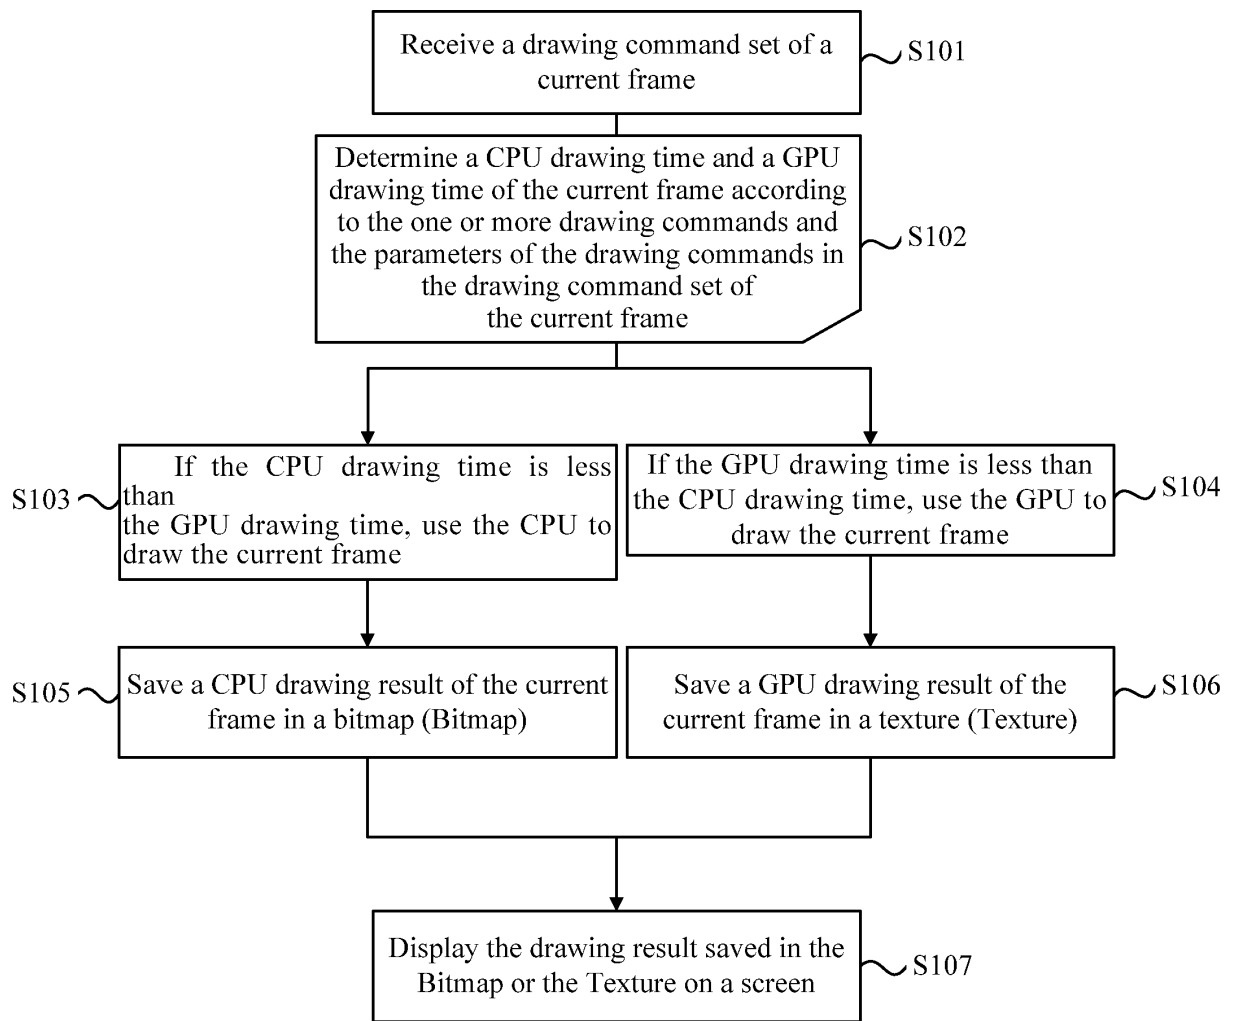 Receive a drawing command set of a
current frame
S101
Determine a CPU drawing time and a GPU
drawing time of the current frame according
to the one or more drawing commands and
the parameters of the drawing commands in
the drawing command set of
the current frame
S102
S103
If the CPU drawing time is less
than
the GPU drawing time, use the CPU to
draw the current frame
If the GPU drawing time is less than
the CPU drawing time, use the GPU to
draw the current frame
S104
S105
Save a CPU drawing result of the current
frame in a bitmap (Bitmap)
Save a GPU drawing result of the
current frame in a texture (Texture)
S106
Display the drawing result saved in the
Bitmap or the Texture on a screen
S107